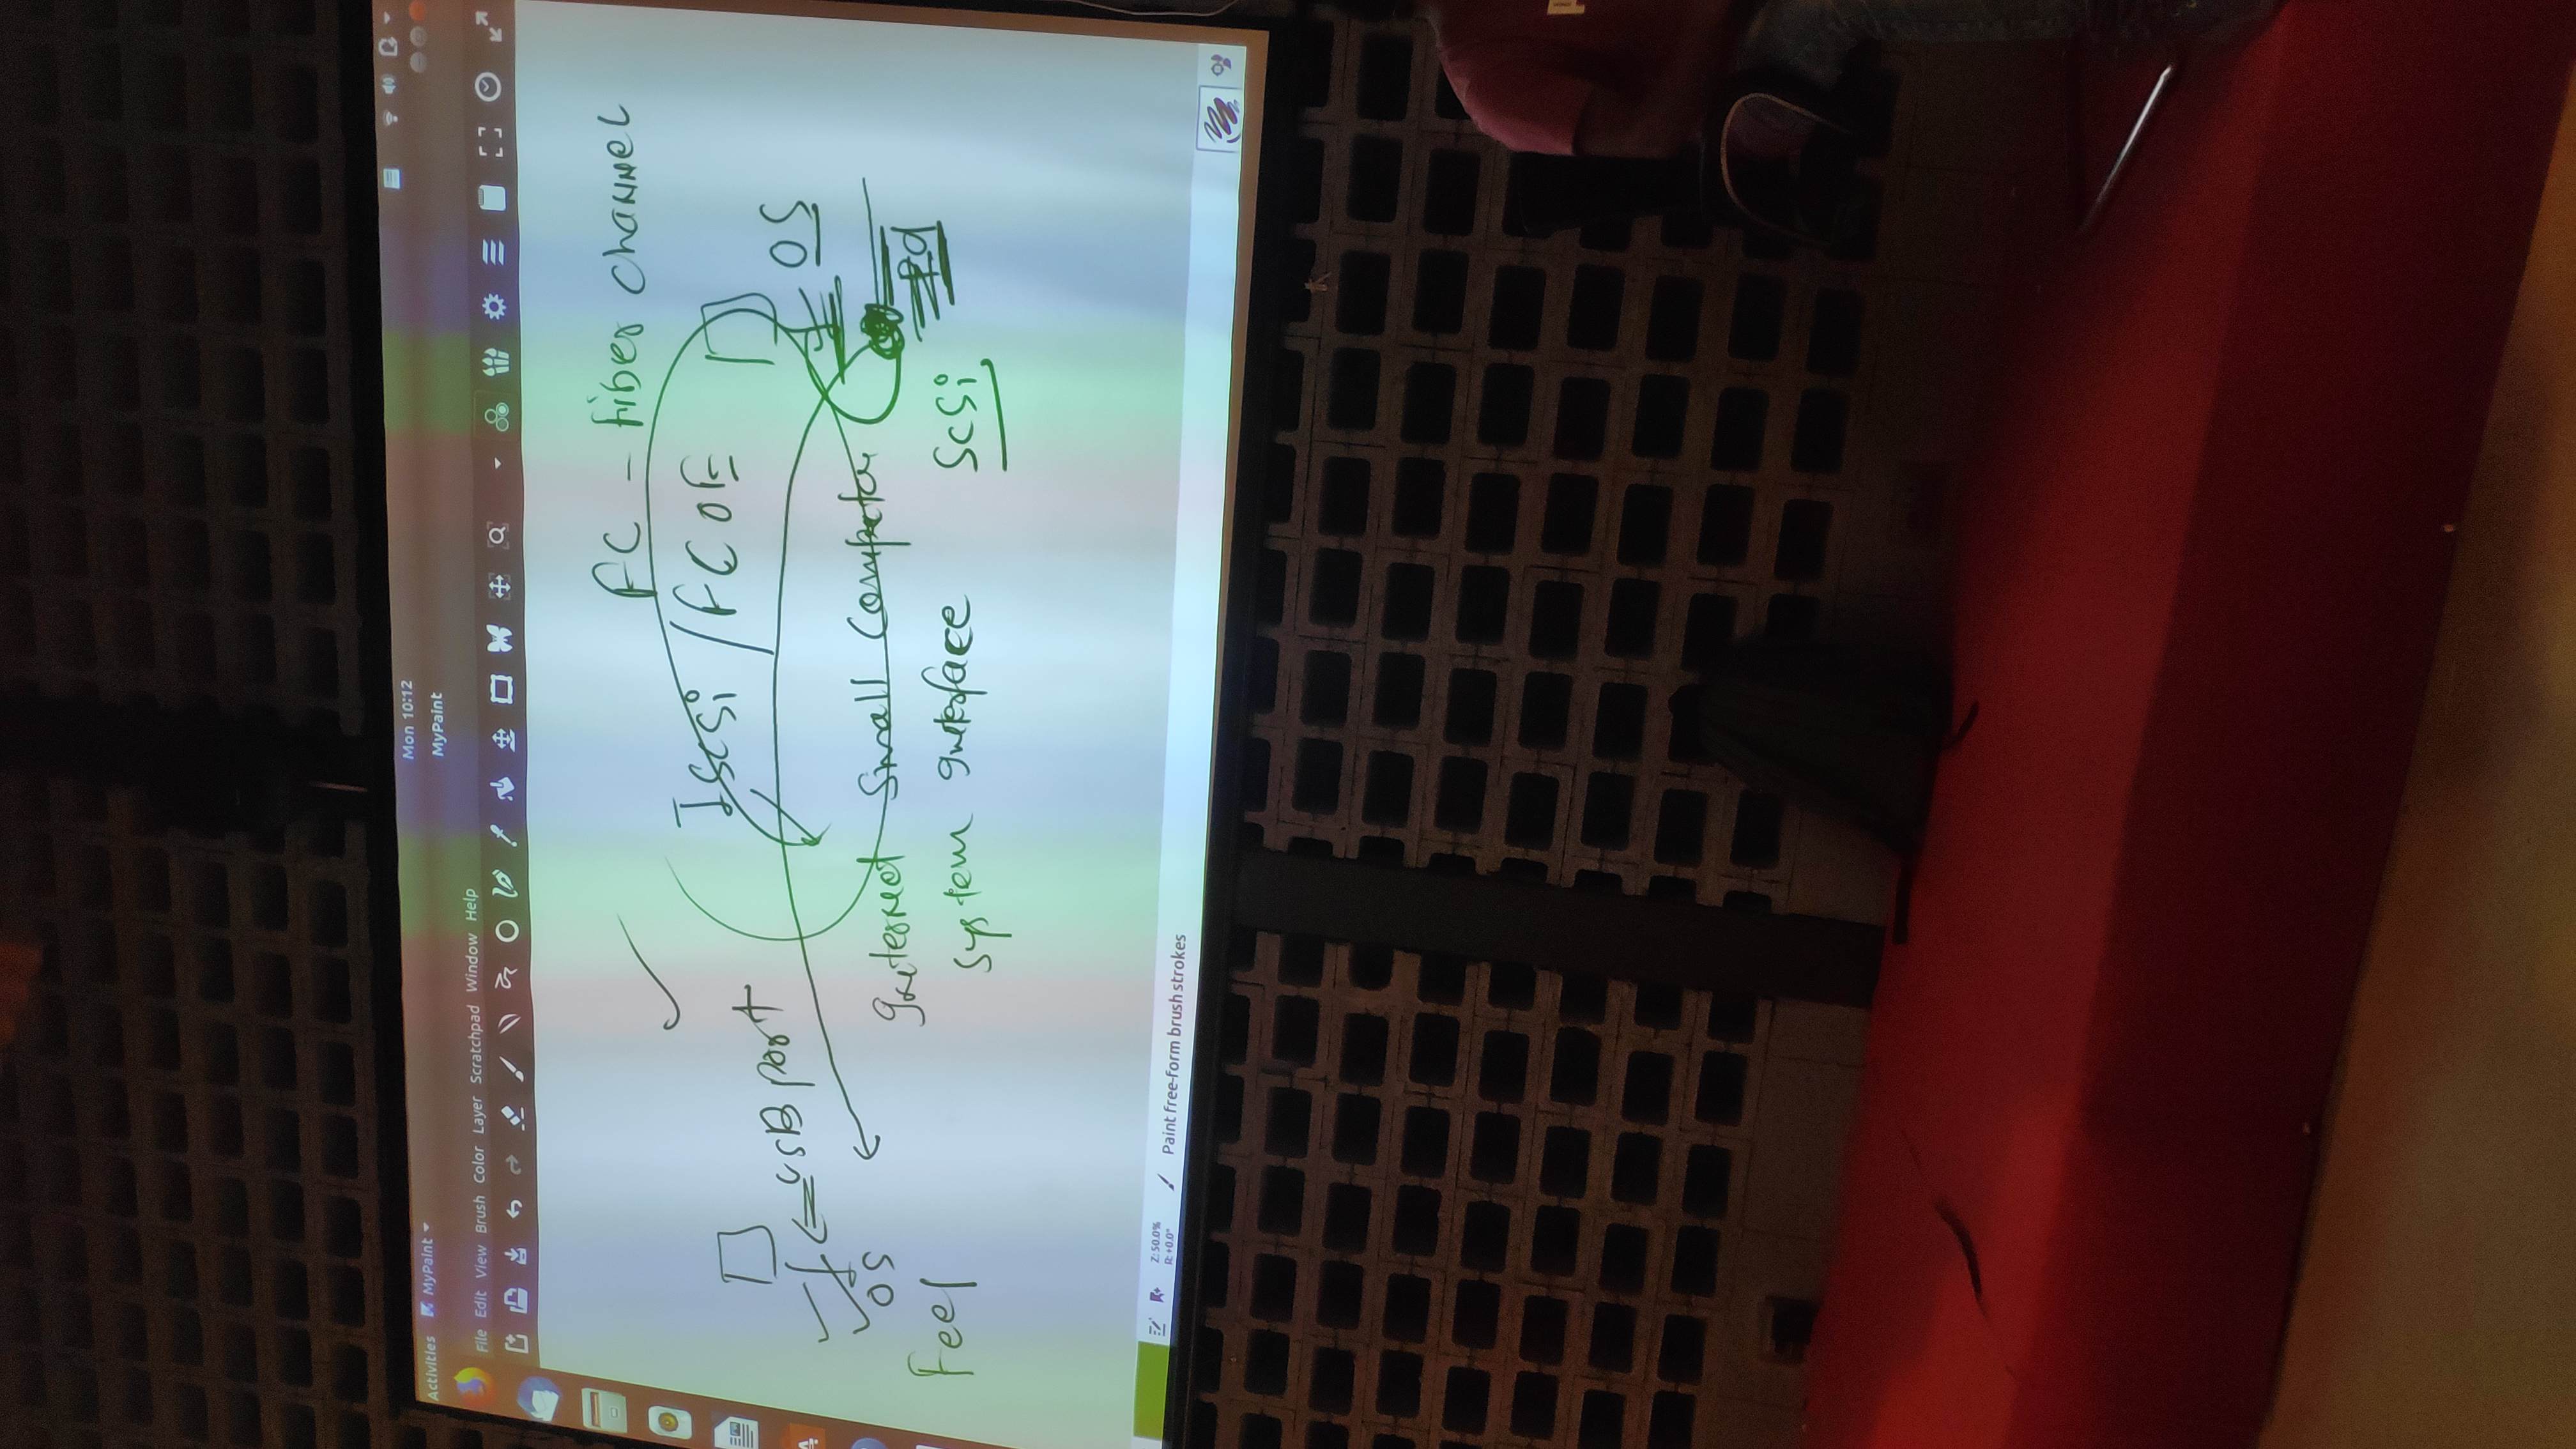 Mon 10:12
Activities MyPaint
MyPaint
File Edit View Brush Color Layer Scratchpad Window Help
FC - fiber channel
Iscsi / FCOE
USB port
OS
OS
Feel
Internet Small Computer
System Interface
SCSi
Z: 50.0%
R: +0.0°
Paint free-form brush strokes